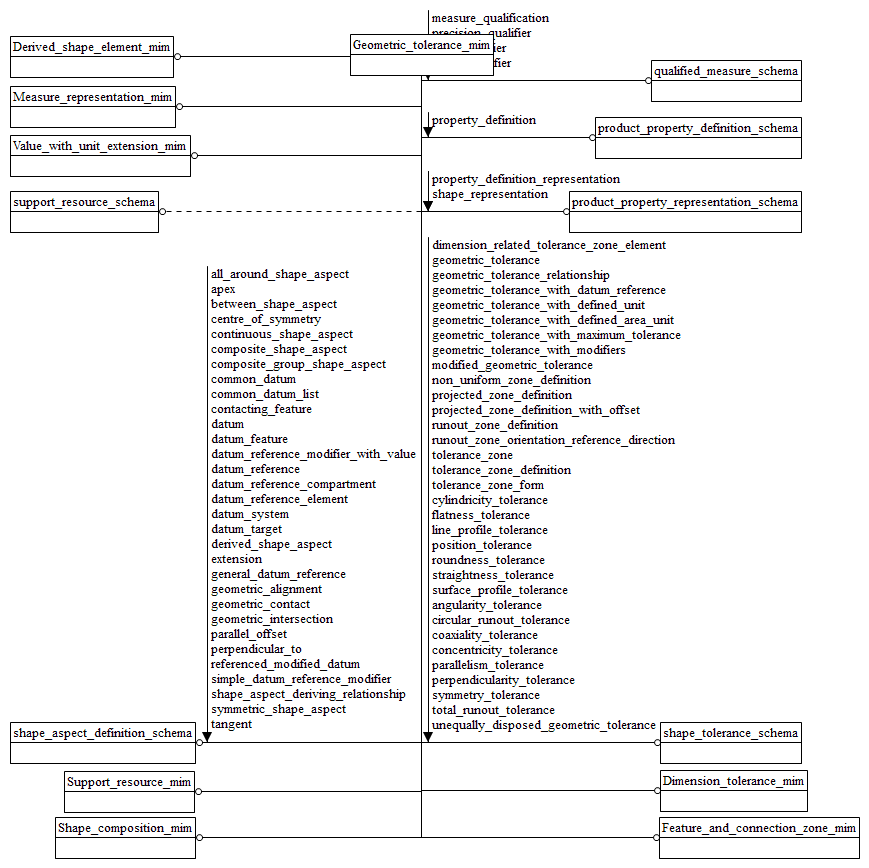 measure_qualification
precision_qualifier
Derived_shape_element_mim
Geometric_tolerance_mim
qualified_measure_schema
Measure_representation_mim
property_definition
product_property_definition_schema
Value_with_unit_extension_mim
property_definition_representation
shape_representation
support_resource_schema
product_property_representation_schema
all_around_shape_aspect
apex
between_shape_aspect
centre_of_symmetry
continuous_shape_aspect
composite_shape_aspect
composite_group_shape_aspect
common_datum
common_datum_list
contacting_feature
datum
datum_feature
datum_reference_modifier_with_value
datum_reference
datum_reference_compartment
datum_reference_element
datum_system
datum_target
derived_shape_aspect
extension
general_datum_reference
geometric_alignment
geometric_contact
geometric_intersection
parallel_offset
perpendicular_to
referenced_modified_datum
simple_datum_reference_modifier
shape_aspect_deriving_relationship
symmetric_shape_aspect
tangent
dimension_related_tolerance_zone_element
geometric_tolerance
geometric_tolerance_relationship
geometric_tolerance_with_datum_reference
geometric_tolerance_with_defined_unit
geometric_tolerance_with_defined_area_unit
geometric_tolerance_with_maximum_tolerance
geometric_tolerance_with_modifiers
modified_geometric_tolerance
non_uniform_zone_definition
projected_zone_definition
projected_zone_definition_with_offset
runout_zone_definition
runout_zone_orientation_reference_direction
tolerance_zone
tolerance_zone_definition
tolerance_zone_form
cylindricity_tolerance
flatness_tolerance
line_profile_tolerance
position_tolerance
roundness_tolerance
straightness_tolerance
surface_profile_tolerance
angularity_tolerance
circular_runout_tolerance
coaxiality_tolerance
concentricity_tolerance
parallelism_tolerance
perpendicularity_tolerance
symmetry_tolerance
total_runout_tolerance
unequally_disposed_geometric_tolerance
shape_aspect_definition_schema
shape_tolerance_schema
Support_resource_mim
Dimension_tolerance_mim
Shape_composition_mim
Feature_and_connection_zone_mim